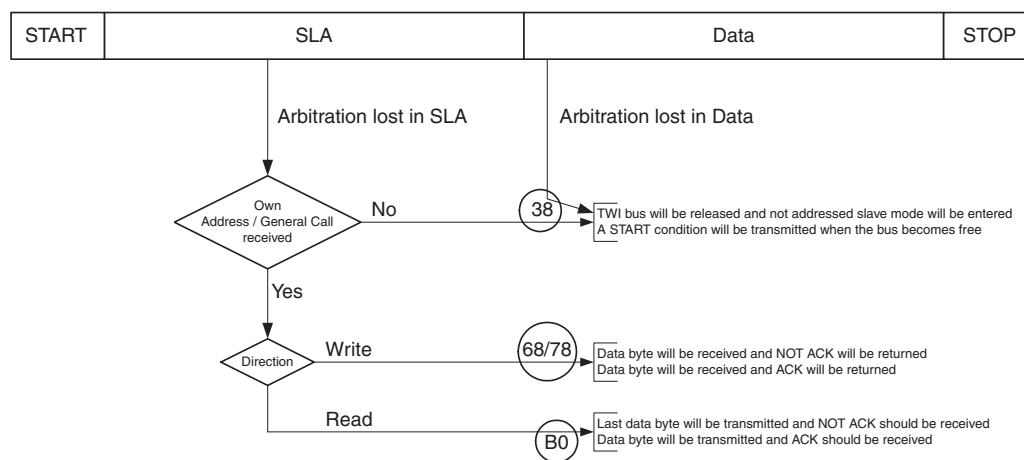 START SLA Data STOP
Arbitration lost in SLA Arbitration lost in Data
Own
Address / General Call
received
No
38
TWI bus will be released and not addressed slave mode will be entered
A START condition will be transmitted when the bus becomes free
Yes
Direction
Write
68/78
Data byte will be received and NOT ACK will be returned
Data byte will be received and ACK will be returned
Read
B0
Last data byte will be transmitted and NOT ACK should be received
Data byte will be transmitted and ACK should be received